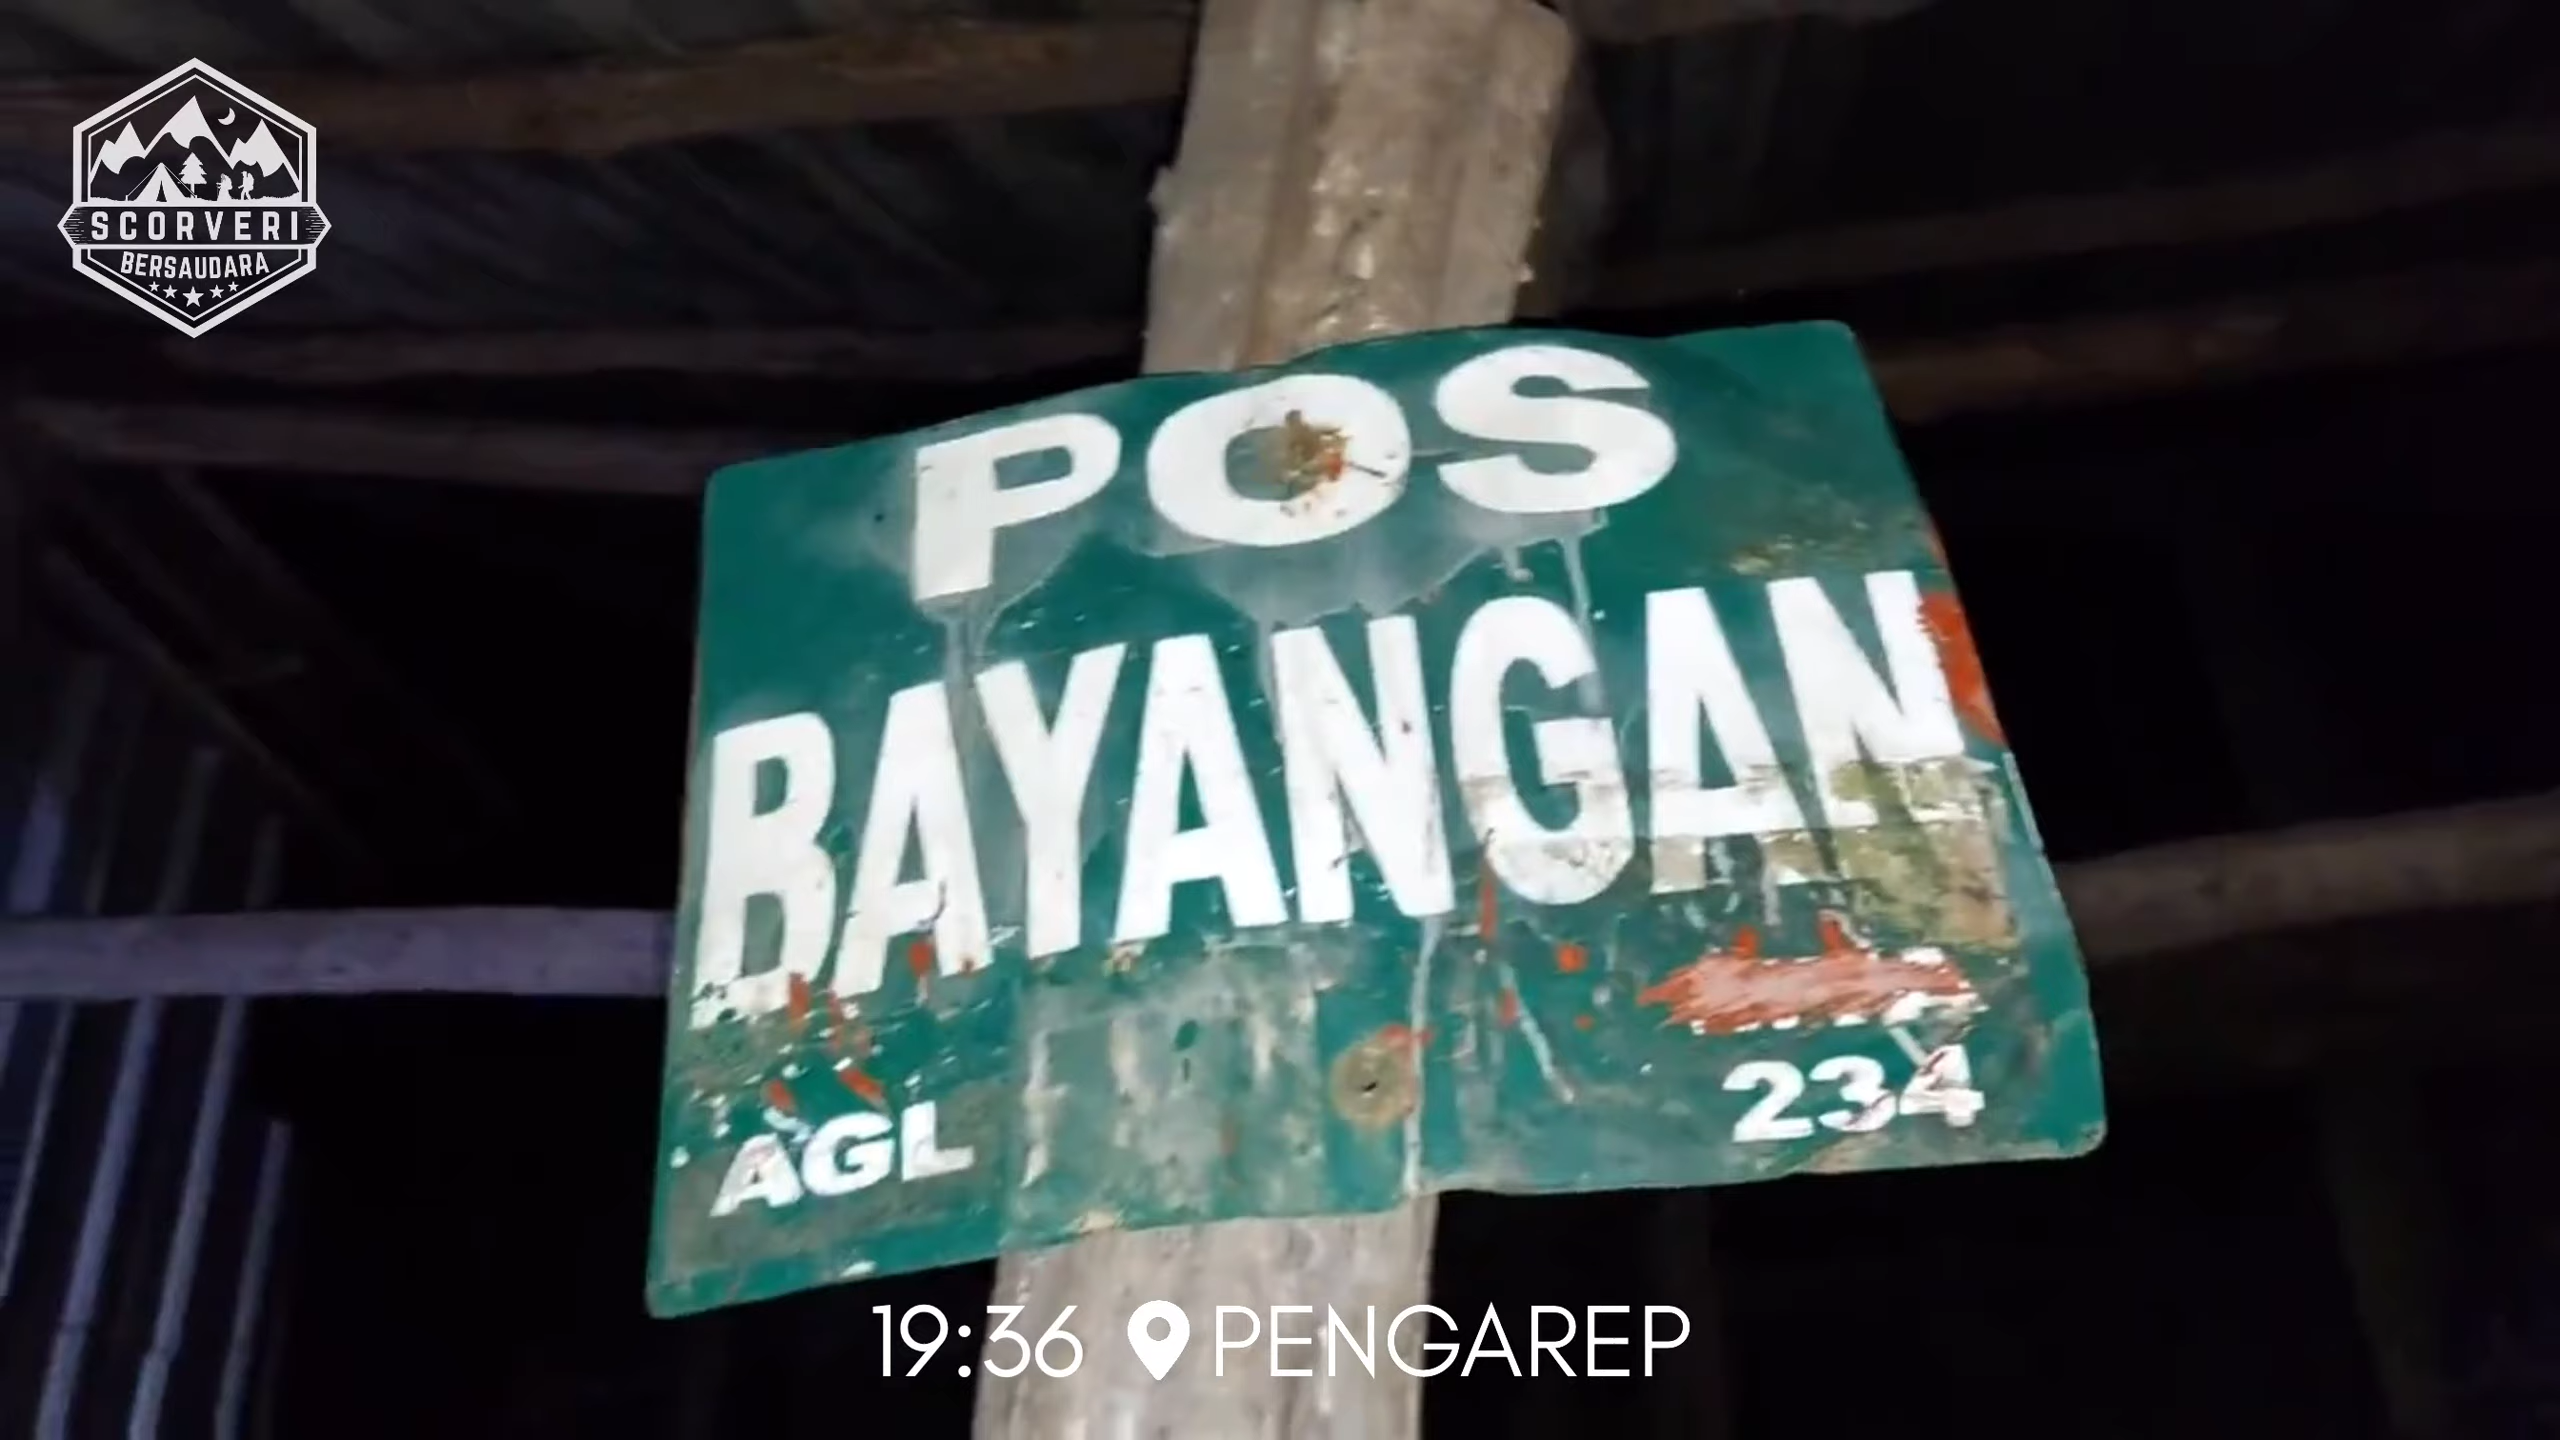 SCORVERI
BERSAUDARA
POS
BAYANGAN
AGL
234
19:36 PENGAREP